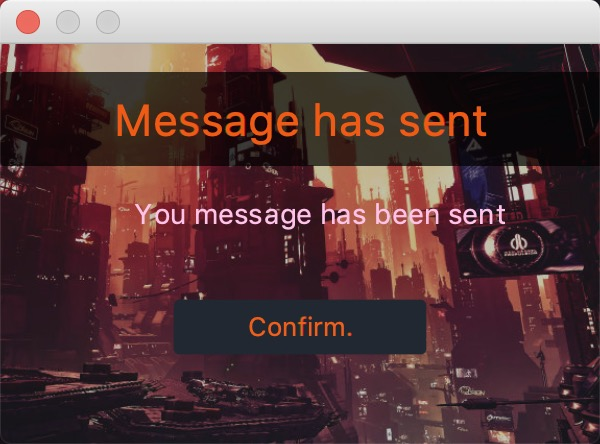 Message has sent
You message has been sent
Confirm.